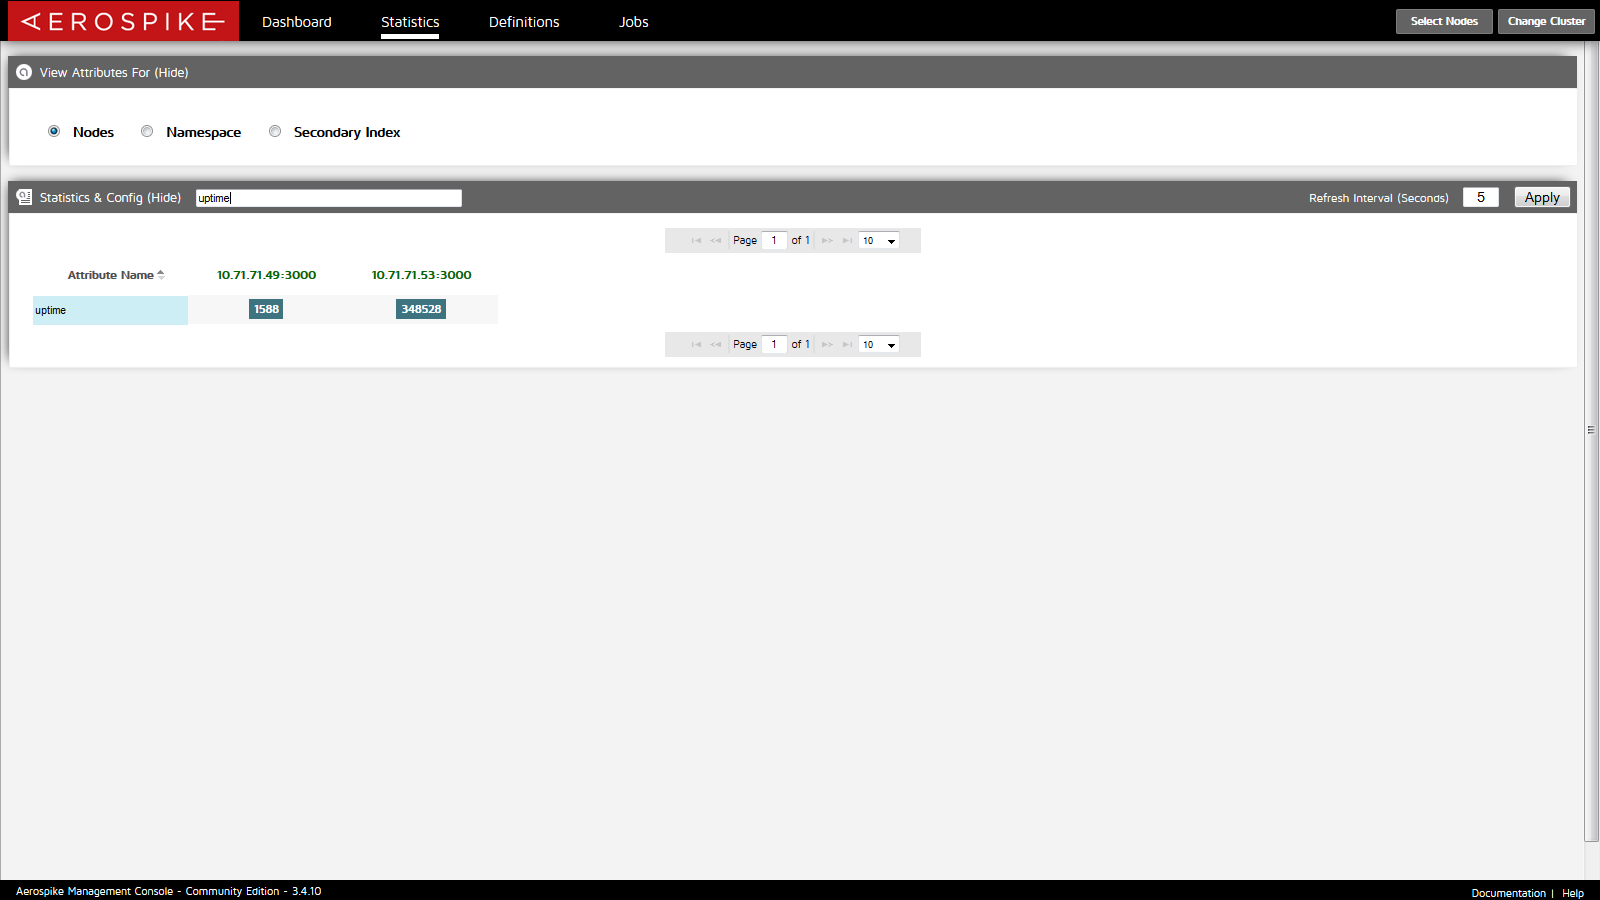 AEROSPIKE Dashboard Statistics Definitions Jobs Select Nodes Change Cluster
View Attributes For (Hide)
Nodes Namespace Secondary Index
Statistics & Config (Hide) uptime Refresh Interval (Seconds) 5 Apply
Page 1 of 1 10
Attribute Name 10.71.71.49:3000 10.71.71.53:3000
uptime 1588 348528
Page 1 of 1 10
Aerospike Management Console - Community Edition - 3.4.10 Documentation | Help